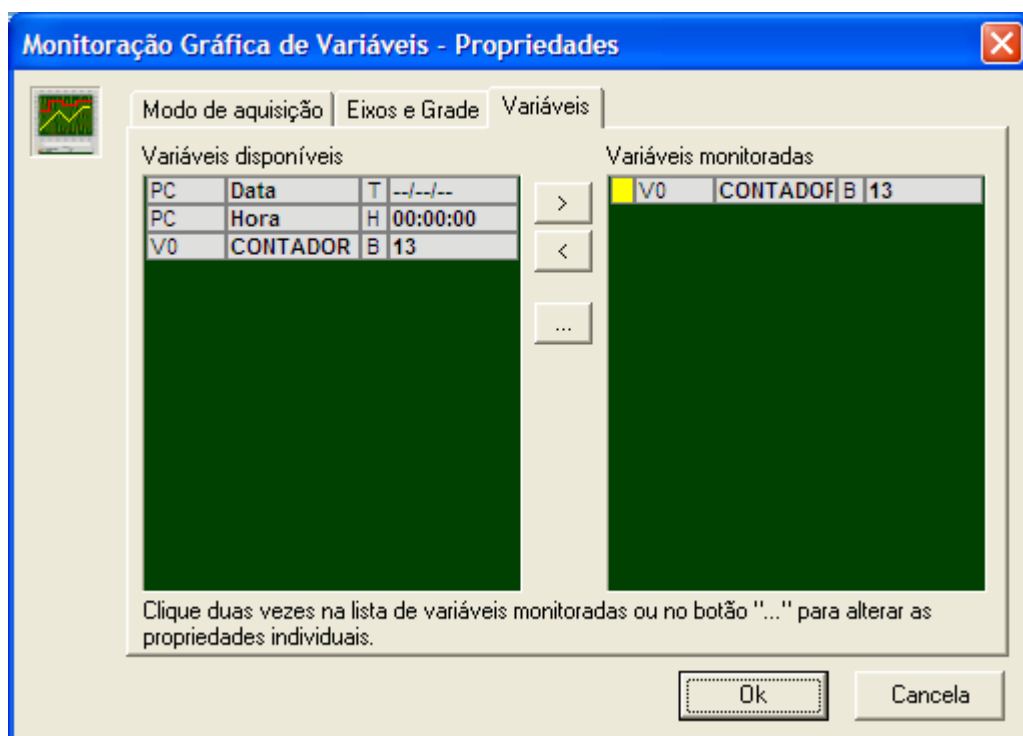 Monitoração Gráfica de Variáveis - Propriedades
Modo de aquisição Eixos e Grade Variáveis
Variáveis disponíveis
PC Data T --/--/--
PC Hora H 00:00:00
V0 CONTADOR B 13
>
<
...
Variáveis monitoradas
V0 CONTADOR B 13
Clique duas vezes na lista de variáveis monitoradas ou no botão "..." para alterar as
propriedades individuais.
Ok Cancela